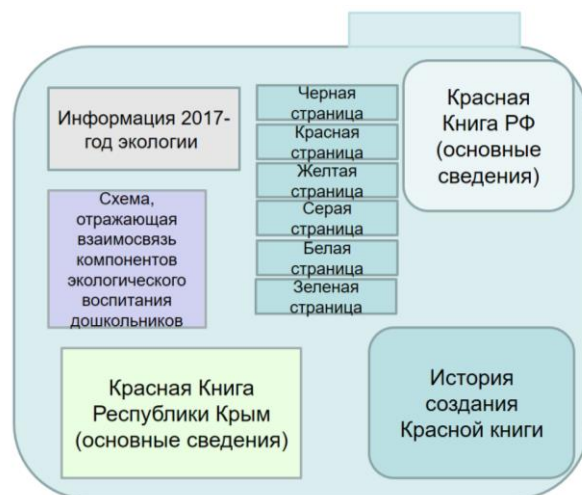 Информация 2017-
год экологии
Черная
страница
Красная
страница
Желтая
страница
Серая
страница
Белая
страница
Зеленая
страница
Красная
Книга РФ
(основные
сведения)
Схема,
отражающая
взаимосвязь
компонентов
экологического
воспитания
дошкольников
Красная Книга
Республики Крым
(основные сведения)
История
создания
Красной книги